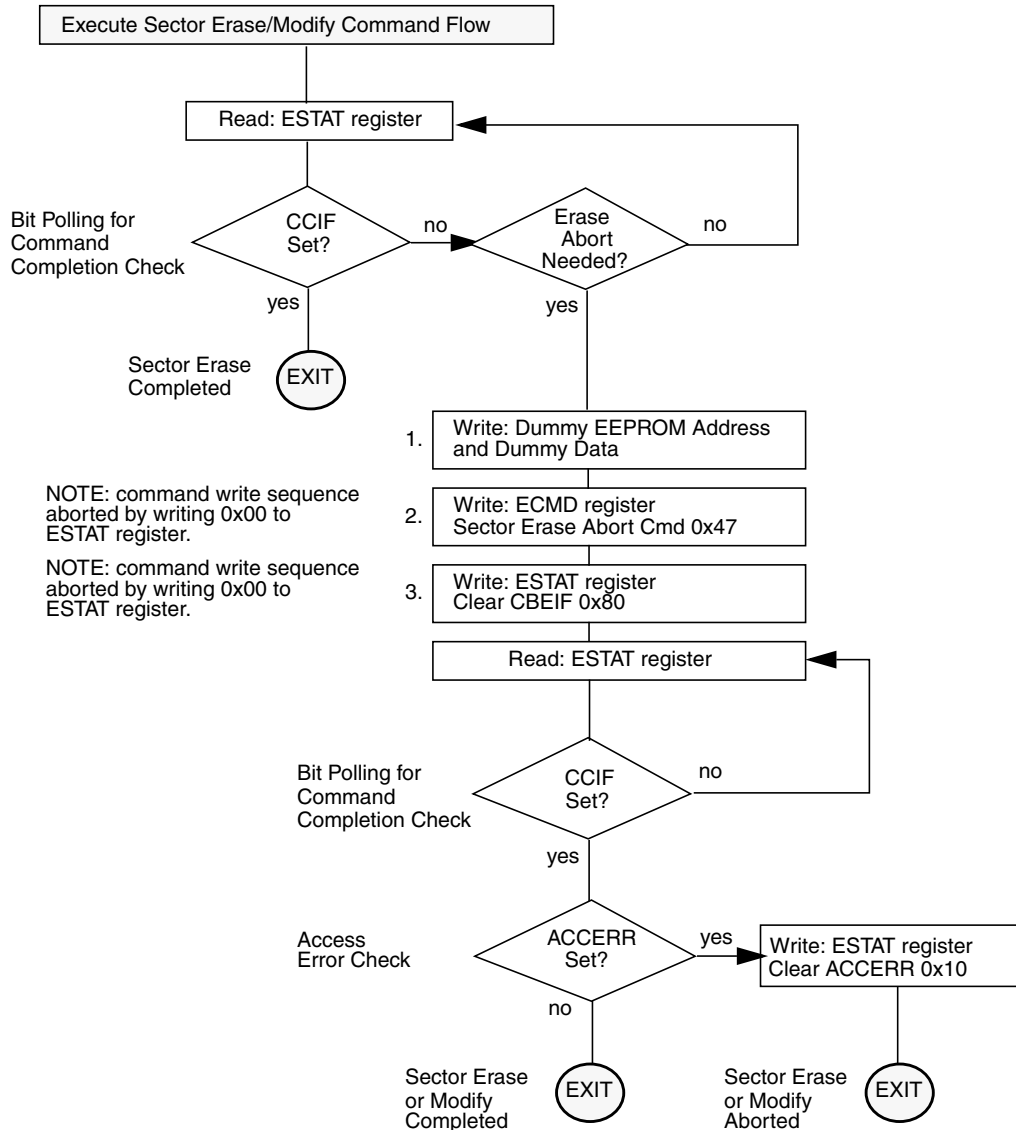 Execute Sector Erase/Modify Command Flow
Read: ESTAT register
Bit Polling for
Command
Completion Check
CCIF
Set?
no
Erase
Abort
Needed?
no
yes
yes
Sector Erase
Completed
EXIT
1.
Write: Dummy EEPROM Address
and Dummy Data
NOTE: command write sequence
aborted by writing 0x00 to
ESTAT register.
2.
Write: ECMD register
Sector Erase Abort Cmd 0x47
NOTE: command write sequence
aborted by writing 0x00 to
ESTAT register.
3.
Write: ESTAT register
Clear CBEIF 0x80
Read: ESTAT register
Bit Polling for
Command
Completion Check
CCIF
Set?
no
yes
Access
Error Check
ACCERR
Set?
yes
Write: ESTAT register
Clear ACCERR 0x10
no
Sector Erase
or Modify
Completed
EXIT
Sector Erase
or Modify
Aborted
EXIT